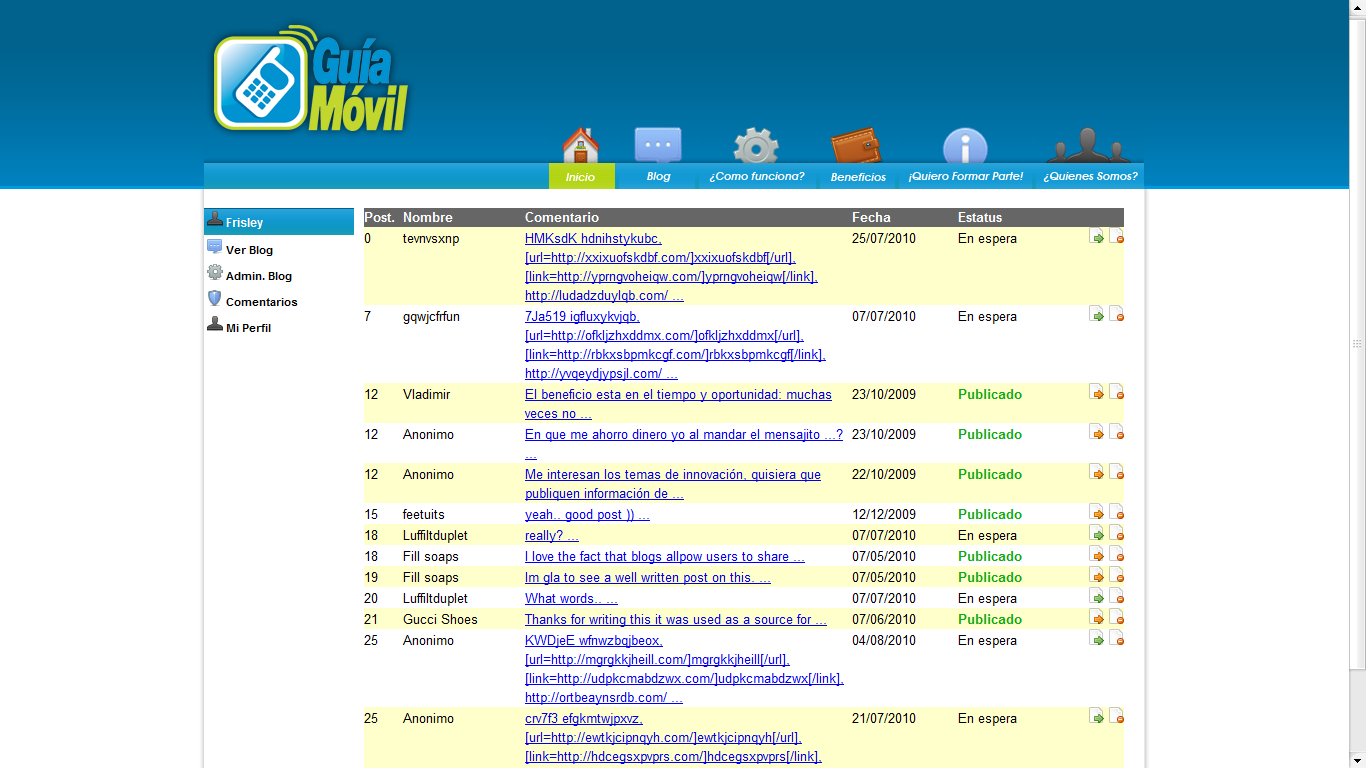 Guía
Móvil
Inicio
Blog
¿Como funciona?
Beneficios
¡Quiero Formar Parte!
¿Quienes Somos?
Frisley
Ver Blog
Admin. Blog
Comentarios
Mi Perfil
Post. Nombre Comentario Fecha Estatus
0 tevnvsxnp HMKsdK hdnihstykubc, 25/07/2010 En espera
[url=http://xxixuofskdbf.com/]xxixuofskdbf[/url],
[link=http://yprngvoheiqw.com/]yprngvoheiqw[/link],
http://ludadzduylqb.com/ ...
7 gqwjcfrfun 7Ja519 igfluxykvjqb, 07/07/2010 En espera
[url=http://ofkljzhxddmx.com/]ofkljzhxddmx[/url],
[link=http://rbkxsbpmkcgf.com/]rbkxsbpmkcgf[/link],
http://yvqeydjypsjl.com/ ...
12 Vladimir El beneficio esta en el tiempo y oportunidad: muchas 23/10/2009 Publicado
veces no ...
12 Anonimo En que me ahorro dinero yo al mandar el mensajito ...? 23/10/2009 Publicado
...
12 Anonimo Me interesan los temas de innovación, quisiera que 22/10/2009 Publicado
publiquen información de ...
15 feetuits yeah.. good post )) ... 12/12/2009 Publicado
18 Luffiltduplet really? ... 07/07/2010 En espera
18 Fill soaps I love the fact that blogs allpow users to share ... 07/05/2010 Publicado
19 Fill soaps Im gla to see a well written post on this. ... 07/05/2010 Publicado
20 Luffiltduplet What words.. ... 07/07/2010 En espera
21 Gucci Shoes Thanks for writing this it was used as a source for ... 07/06/2010 Publicado
25 Anonimo KWDjeE wfnwzbqjbeox, 04/08/2010 En espera
[url=http://mgrgkkjheill.com/]mgrgkkjheill[/url],
[link=http://udpkcmabdzwx.com/]udpkcmabdzwx[/link],
http://ortbeaynsrdb.com/ ...
25 Anonimo crv7f3 efgkmtwjpxvz, 21/07/2010 En espera
[url=http://ewtkjcipnqyh.com/]ewtkjcipnqyh[/url],
[link=http://hdcegsxpvprs.com/]hdcegsxpvprs[/link],